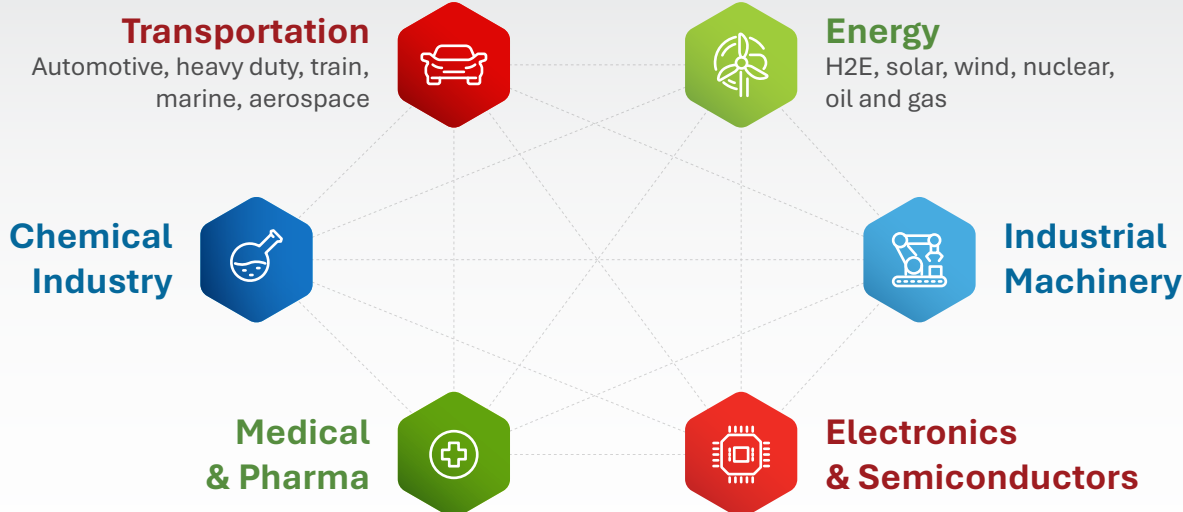 Transportation
Automotive, heavy duty, train,
marine, aerospace
Energy
H2E, solar, wind, nuclear,
oil and gas
Chemical
Industry
Industrial
Machinery
Medical
& Pharma
Electronics
& Semiconductors